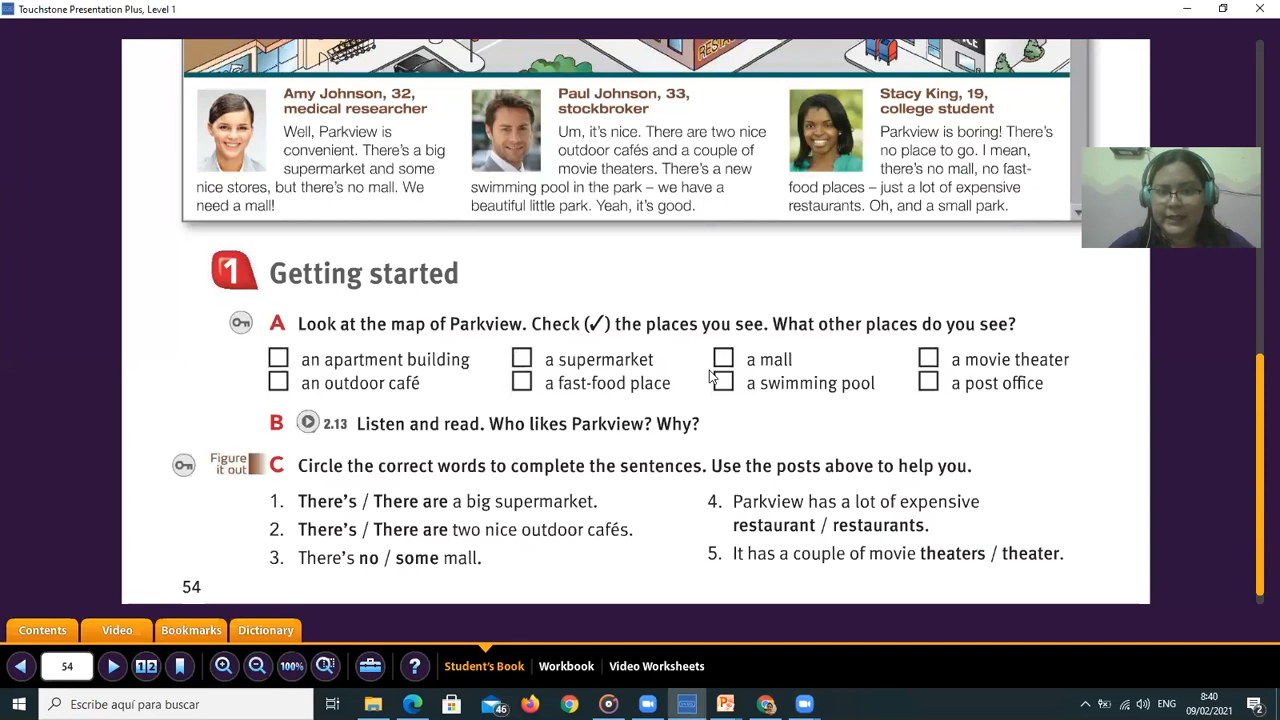 Touchstone Presentation Plus, Level 1
Amy Johnson, 32,
medical researcher
Well, Parkview is
convenient. There's a big
supermarket and some
nice stores, but there's no mall. We
need a mall!
Paul Johnson, 33,
stockbroker
Um, it's nice. There are two nice
outdoor cafés and a couple of
movie theaters. There's a new
swimming pool in the park – we have a
beautiful little park. Yeah, it's good.
Stacy King, 19,
college student
Parkview is boring! There's
no place to go. I mean,
there's no mall, no fast-
food places – just a lot of expensive
restaurants. Oh, and a small park.
1 Getting started
A Look at the map of Parkview. Check (✓) the places you see. What other places do you see?
an apartment building a supermarket a mall a movie theater
an outdoor café a fast-food place a swimming pool a post office
B 2.13 Listen and read. Who likes Parkview? Why?
Figure
it out
C Circle the correct words to complete the sentences. Use the posts above to help you.
1. There's / There are a big supermarket.
2. There's / There are two nice outdoor cafés.
3. There's no / some mall.
4. Parkview has a lot of expensive
restaurant / restaurants.
5. It has a couple of movie theaters / theater.
54
Contents Video Bookmarks Dictionary
54 12 100% Student's Book Workbook Video Worksheets
Escribe aquí para buscar
46
ENG
8:40
09/02/2021
2